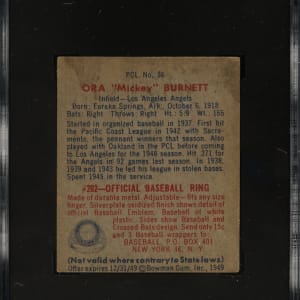 PCL. No. 36
ORA "Mickey" BURNETT
Infield—Los Angeles Angels
Born: Eureka Springs, Ark., October 6, 1918
Bats: Right Throws: Right Ht.: 5:9 Wt.: 165
Started in organized baseball in 1937. First hit
the Pacific Coast League in 1942 with Sacra-
mento, the pennant winners that season. Also
played with Oakland in the PCL before coming
to Los Angeles for the 1948 season. Hit .371 for
the Angels in 92 games last season. In 1938,
1939 and 1943 he led his league in stolen bases.
Spent 1945 in the service.
#202—OFFICIAL BASEBALL RING
Made of durable metal. Adjustable—fits any size
finger. Silverplate oxidized finish shows detail of
official Baseball Emblem. Baseball of white
plastic. Sides show Baseball and
Crossed Bats design. Send only 15c
and 3 Baseball wrappers to:
BASEBALL, P.O. BOX 401
NEW YORK 46, N. Y.
(Not valid where contrary to State laws)
Offer expires 12/31/49 ©Bowman Gum, Inc., 1949